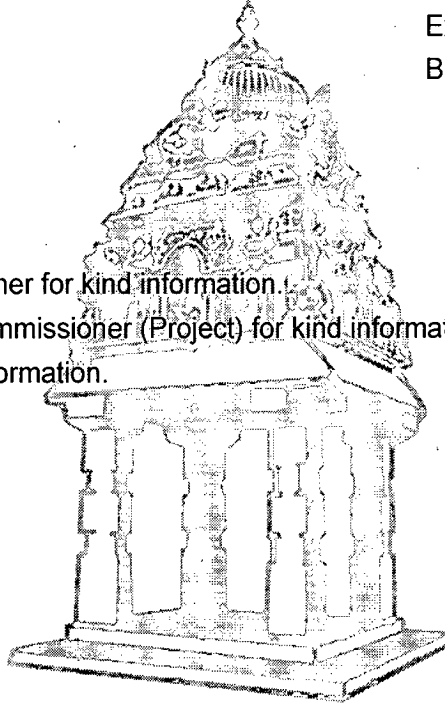 E
B
ner for kind information.
mmissioner (Project) for kind informat
ormation.